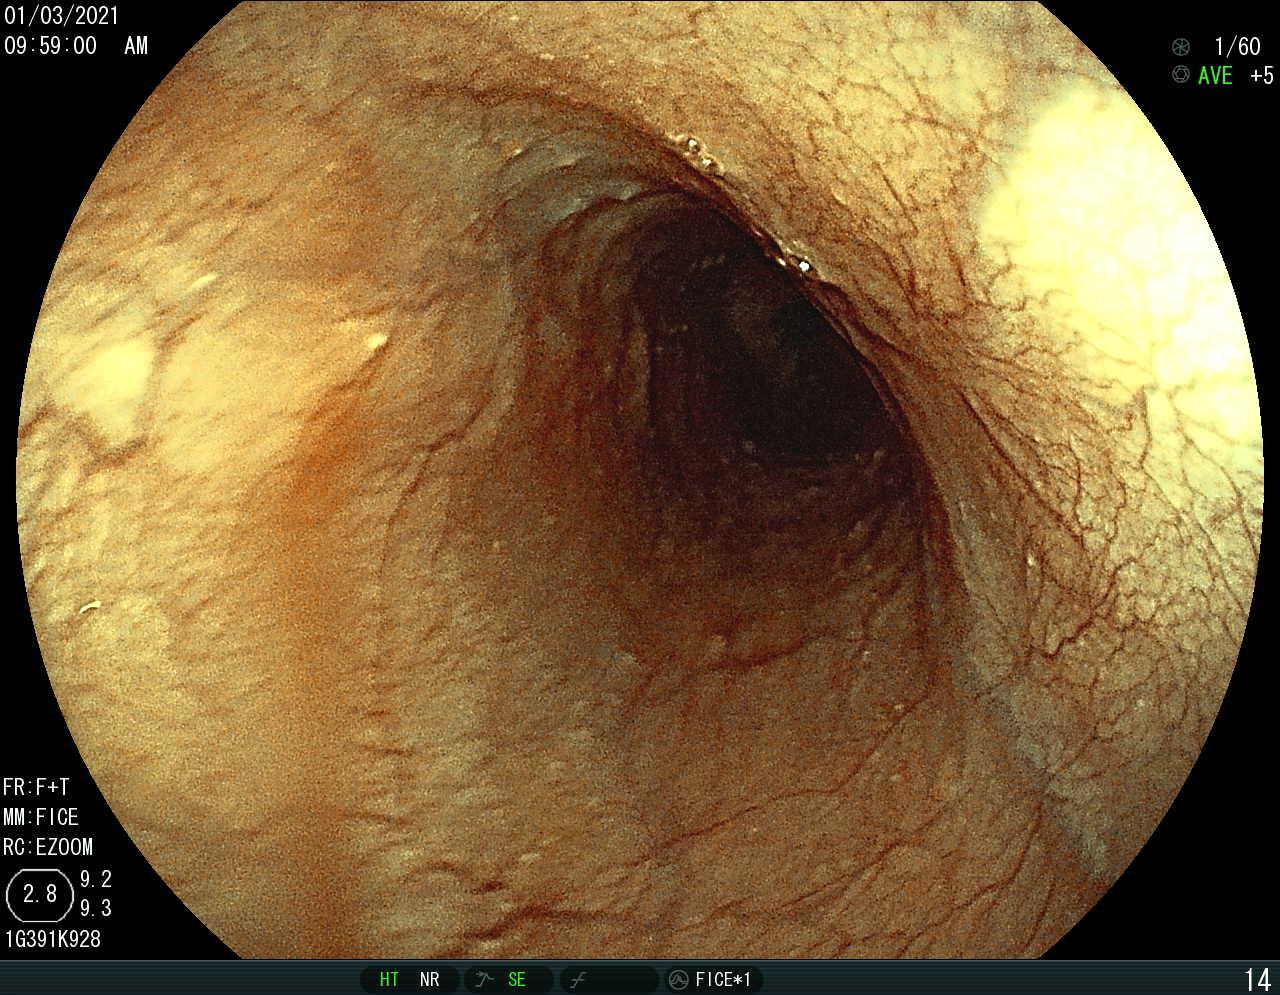 01/03/2021
09:59:00 AM
1/60
AVE +5
FR:F+T
MM:FICE
RC:EZOOM
2.8
9.2
9.3
1G391K928
HT NR SE FICE*1
14